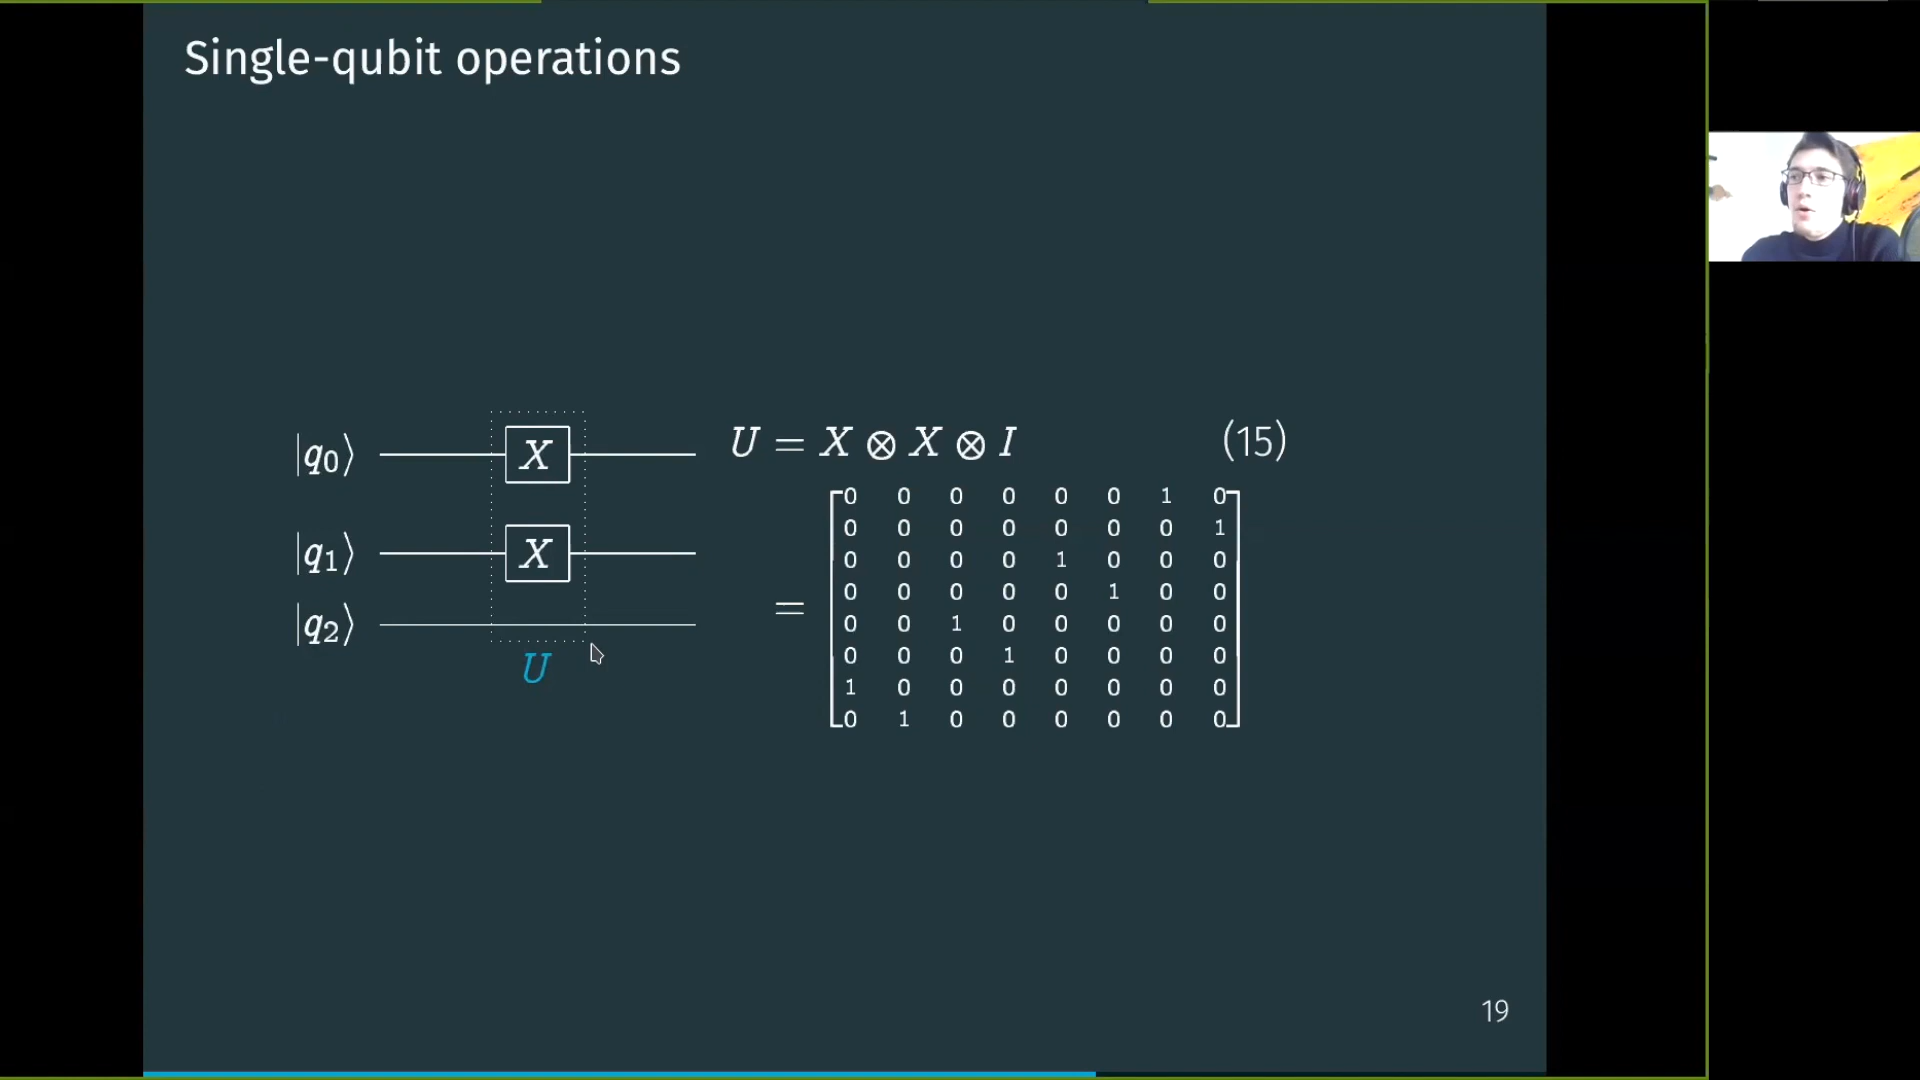 Single-qubit operations
|q₀⟩ X
|q₁⟩ X
|q₂⟩
U
U = X ⊗ X ⊗ I (15)
=
0 0 0 0 0 0 1 0
0 0 0 0 0 0 0 1
0 0 0 0 1 0 0 0
0 0 0 0 0 1 0 0
0 0 1 0 0 0 0 0
0 0 0 1 0 0 0 0
1 0 0 0 0 0 0 0
0 1 0 0 0 0 0 0
19